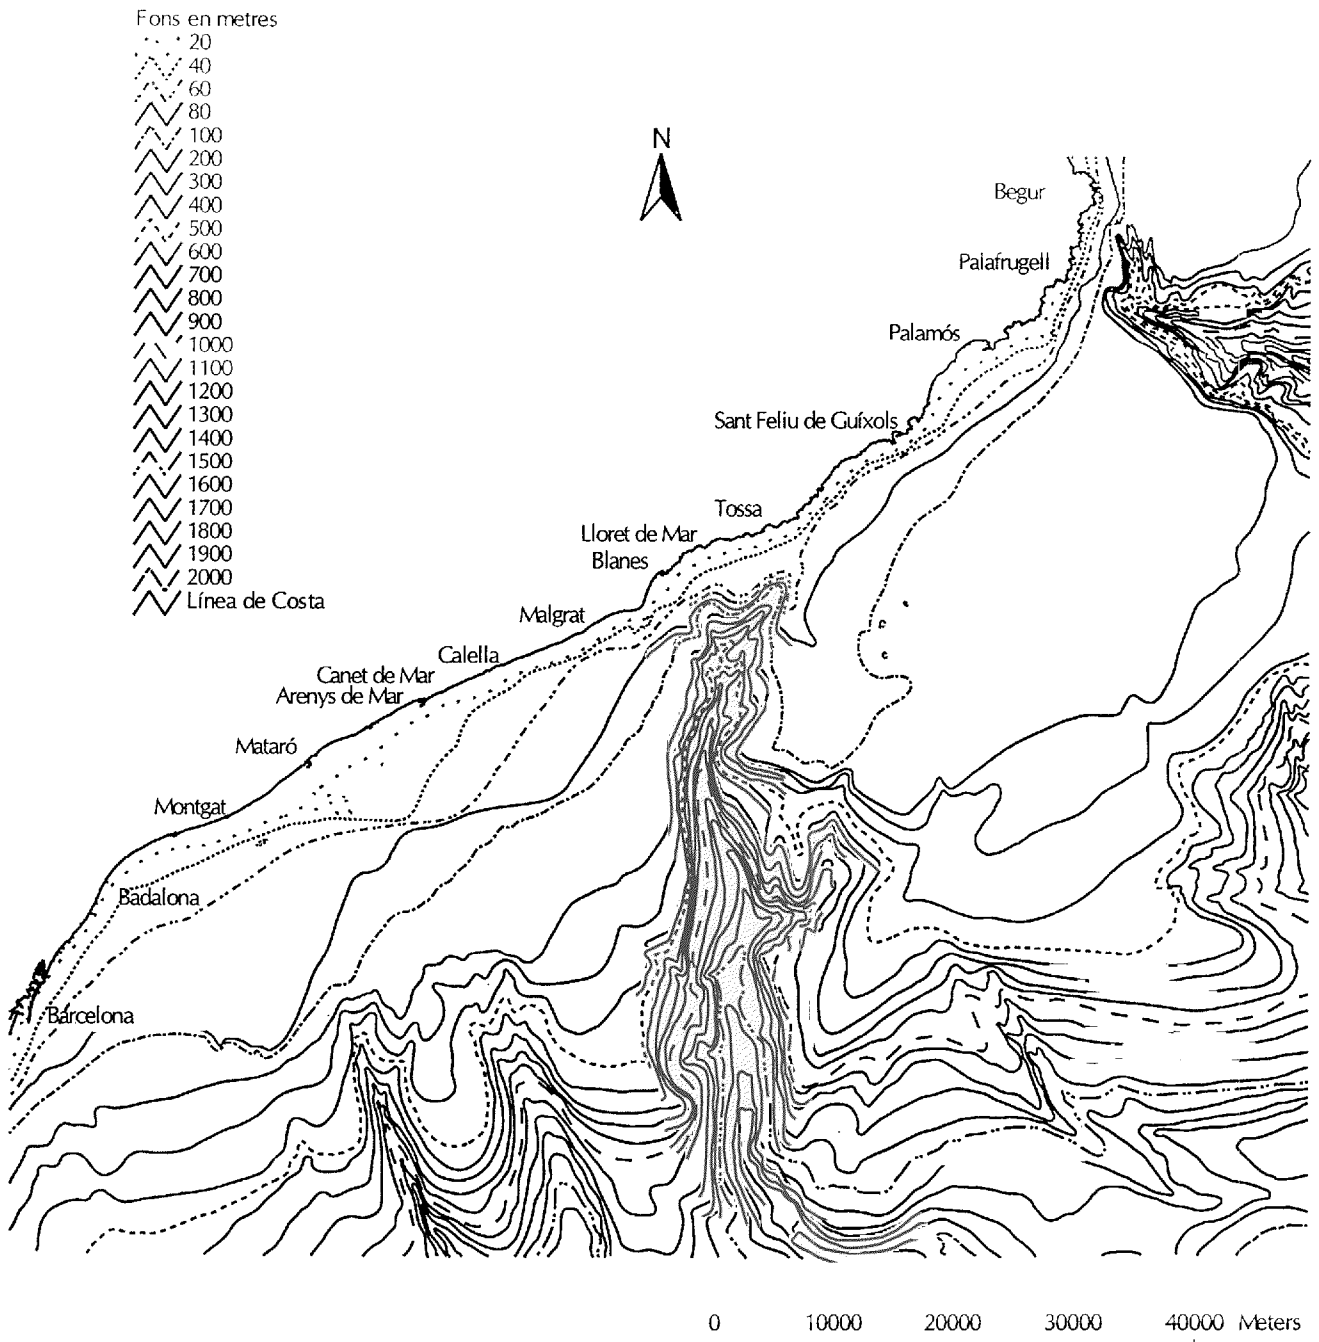 Fons en metres
20
40
60
80
100
200
300
400
500
600
700
800
900
1000
1100
1200
1300
1400
1500
1600
1700
1800
1900
2000
Línea de Costa
N
Begur
Palafrugell
Palamós
Sant Feliu de Guíxols
Tossa
Lloret de Mar
Blanes
Malgrat
Calella
Canet de Mar
Arenys de Mar
Mataró
Montgat
Badalona
Barcelona
0 10000 20000 30000 40000 Meters